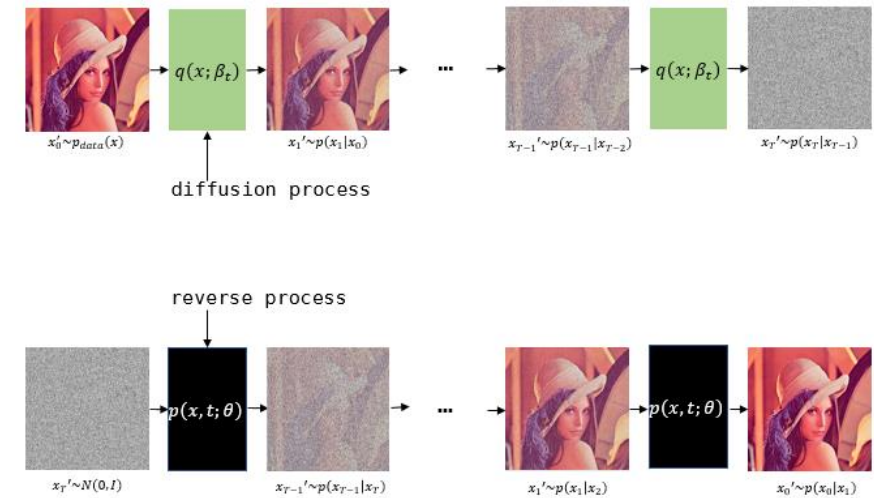 q(x; β_t)
...
q(x; β_t)
x_0'~p_data(x)
x_1'~p(x_1|x_0)
x_{T-1}'~p(x_{T-1}|x_{T-2})
x_T'~p(x_T|x_{T-1})
diffusion process
reverse process
p(x,t;θ)
...
p(x,t;θ)
x_T'~N(0,I)
x_{T-1}'~p(x_{T-1}|x_T)
x_1'~p(x_1|x_2)
x_0'~p(x_0|x_1)